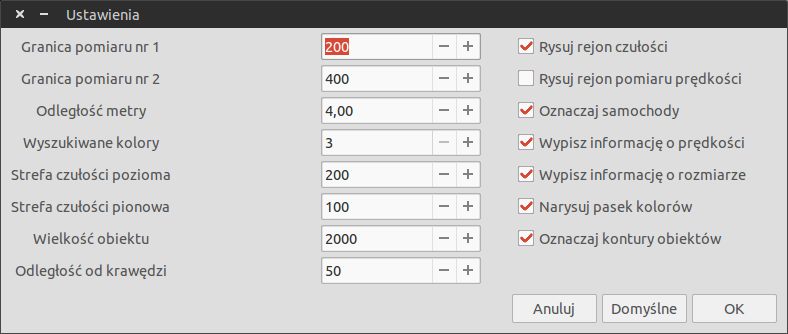 Ustawienia
Granica pomiaru nr 1 200 Rysuj rejon czułości
Granica pomiaru nr 2 400 Rysuj rejon pomiaru prędkości
Odległość metry 4,00 Oznaczaj samochody
Wyszukiwane kolory 3 Wypisz informację o prędkości
Strefa czułości pozioma 200 Wypisz informację o rozmiarze
Strefa czułości pionowa 100 Narysuj pasek kolorów
Wielkość obiektu 2000 Oznaczaj kontury obiektów
Odległość od krawędzi 50
Anuluj Domyślne OK